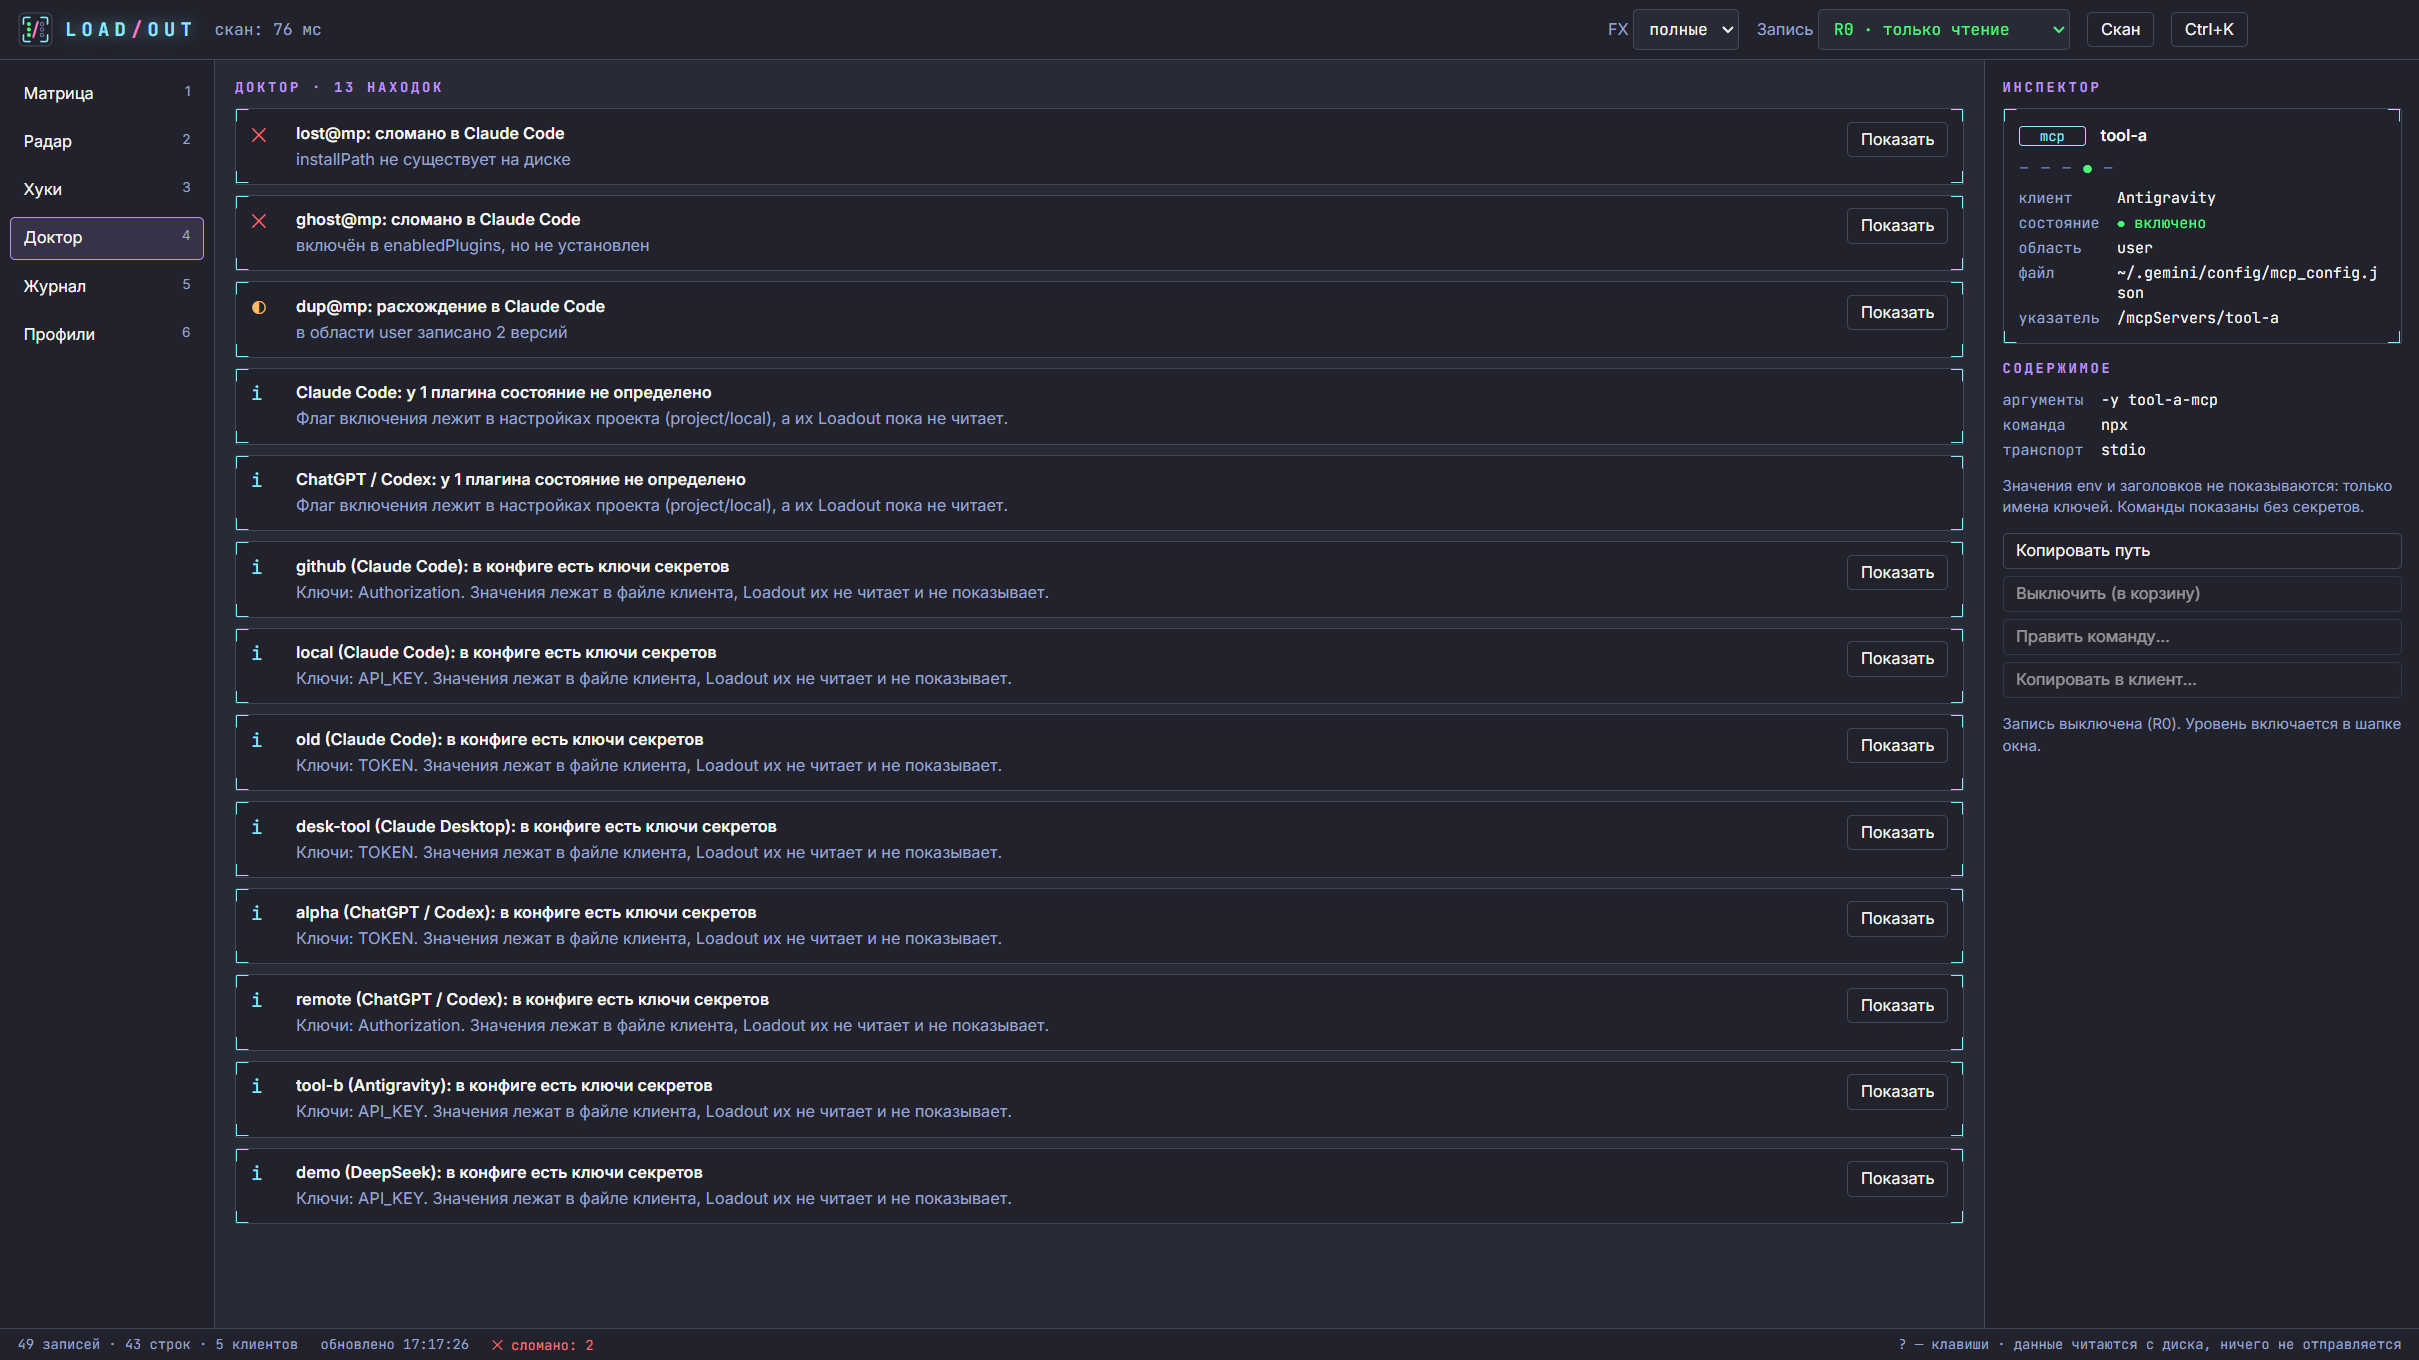 LOAD/OUT скан: 76 мс FX полные Запись R0 · только чтение Скан Ctrl+K
Матрица 1
Радар 2
Хуки 3
Доктор 4
Журнал 5
Профили 6
ДОКТОР · 13 НАХОДОК
lost@mp: сломано в Claude Code
installPath не существует на диске
Показать
ghost@mp: сломано в Claude Code
включён в enabledPlugins, но не установлен
Показать
dup@mp: расхождение в Claude Code
в области user записано 2 версий
Показать
Claude Code: у 1 плагина состояние не определено
Флаг включения лежит в настройках проекта (project/local), а их Loadout пока не читает.
ChatGPT / Codex: у 1 плагина состояние не определено
Флаг включения лежит в настройках проекта (project/local), а их Loadout пока не читает.
github (Claude Code): в конфиге есть ключи секретов
Ключи: Authorization. Значения лежат в файле клиента, Loadout их не читает и не показывает.
Показать
local (Claude Code): в конфиге есть ключи секретов
Ключи: API_KEY. Значения лежат в файле клиента, Loadout их не читает и не показывает.
Показать
old (Claude Code): в конфиге есть ключи секретов
Ключи: TOKEN. Значения лежат в файле клиента, Loadout их не читает и не показывает.
Показать
desk-tool (Claude Desktop): в конфиге есть ключи секретов
Ключи: TOKEN. Значения лежат в файле клиента, Loadout их не читает и не показывает.
Показать
alpha (ChatGPT / Codex): в конфиге есть ключи секретов
Ключи: TOKEN. Значения лежат в файле клиента, Loadout их не читает и не показывает.
Показать
remote (ChatGPT / Codex): в конфиге есть ключи секретов
Ключи: Authorization. Значения лежат в файле клиента, Loadout их не читает и не показывает.
Показать
tool-b (Antigravity): в конфиге есть ключи секретов
Ключи: API_KEY. Значения лежат в файле клиента, Loadout их не читает и не показывает.
Показать
demo (DeepSeek): в конфиге есть ключи секретов
Ключи: API_KEY. Значения лежат в файле клиента, Loadout их не читает и не показывает.
Показать
ИНСПЕКТОР
mcp tool-a
клиент Antigravity
состояние ● включено
область user
файл ~/.gemini/config/mcp_config.j
son
указатель /mcpServers/tool-a
СОДЕРЖИМОЕ
аргументы -y tool-a-mcp
команда npx
транспорт stdio
Значения env и заголовков не показываются: только
имена ключей. Команды показаны без секретов.
Копировать путь
Выключить (в корзину)
Править команду...
Копировать в клиент...
Запись выключена (R0). Уровень включается в шапке
окна.
49 записей · 43 строк · 5 клиентов обновлено 17:17:26 × сломано: 2
? — клавиши · данные читаются с диска, ничего не отправляется